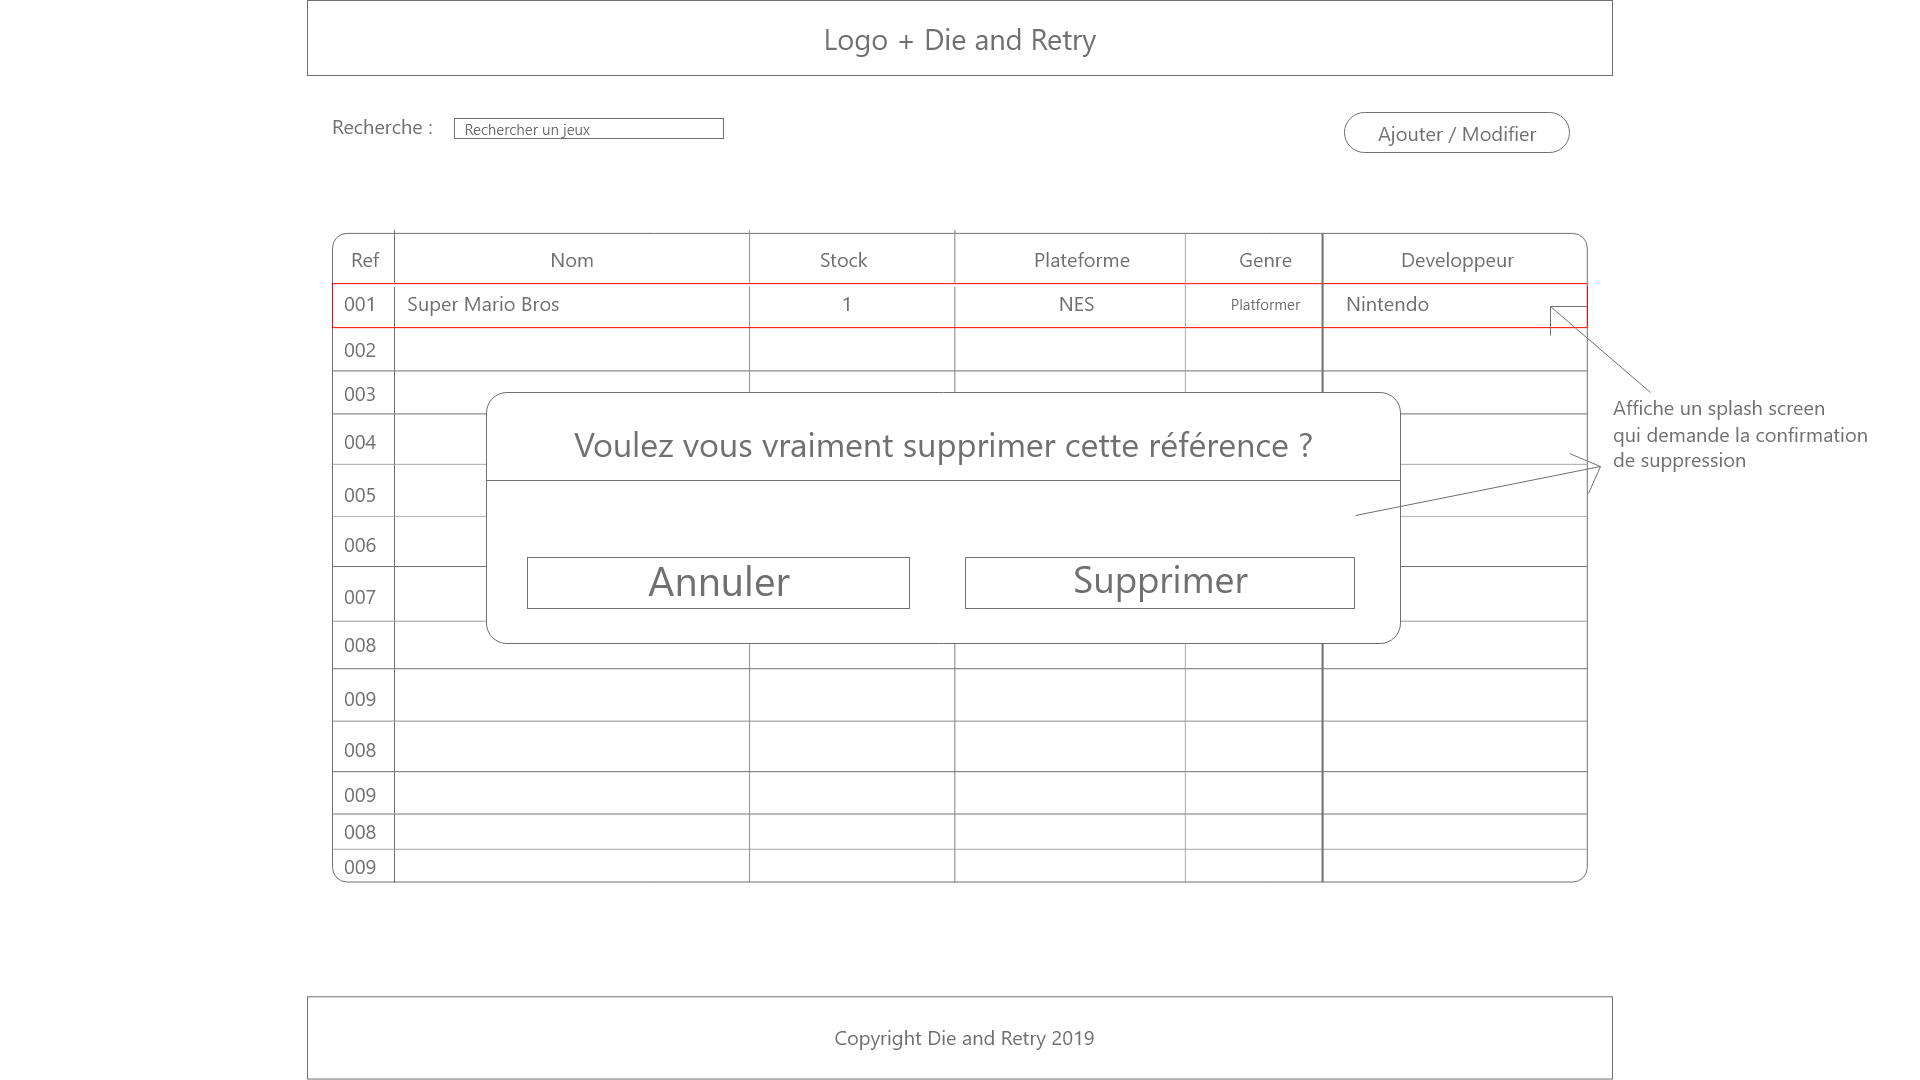 Logo + Die and Retry
Recherche :
Rechercher un jeux
Ajouter / Modifier
Ref Nom Stock Plateforme Genre Developpeur
001 Super Mario Bros 1 NES Platformer Nintendo
002
003
Affiche un splash screen
qui demande la confirmation
de suppression
004
Voulez vous vraiment supprimer cette référence ?
005
006
Annuler
Supprimer
007
008
009
008
009
008
009
Copyright Die and Retry 2019